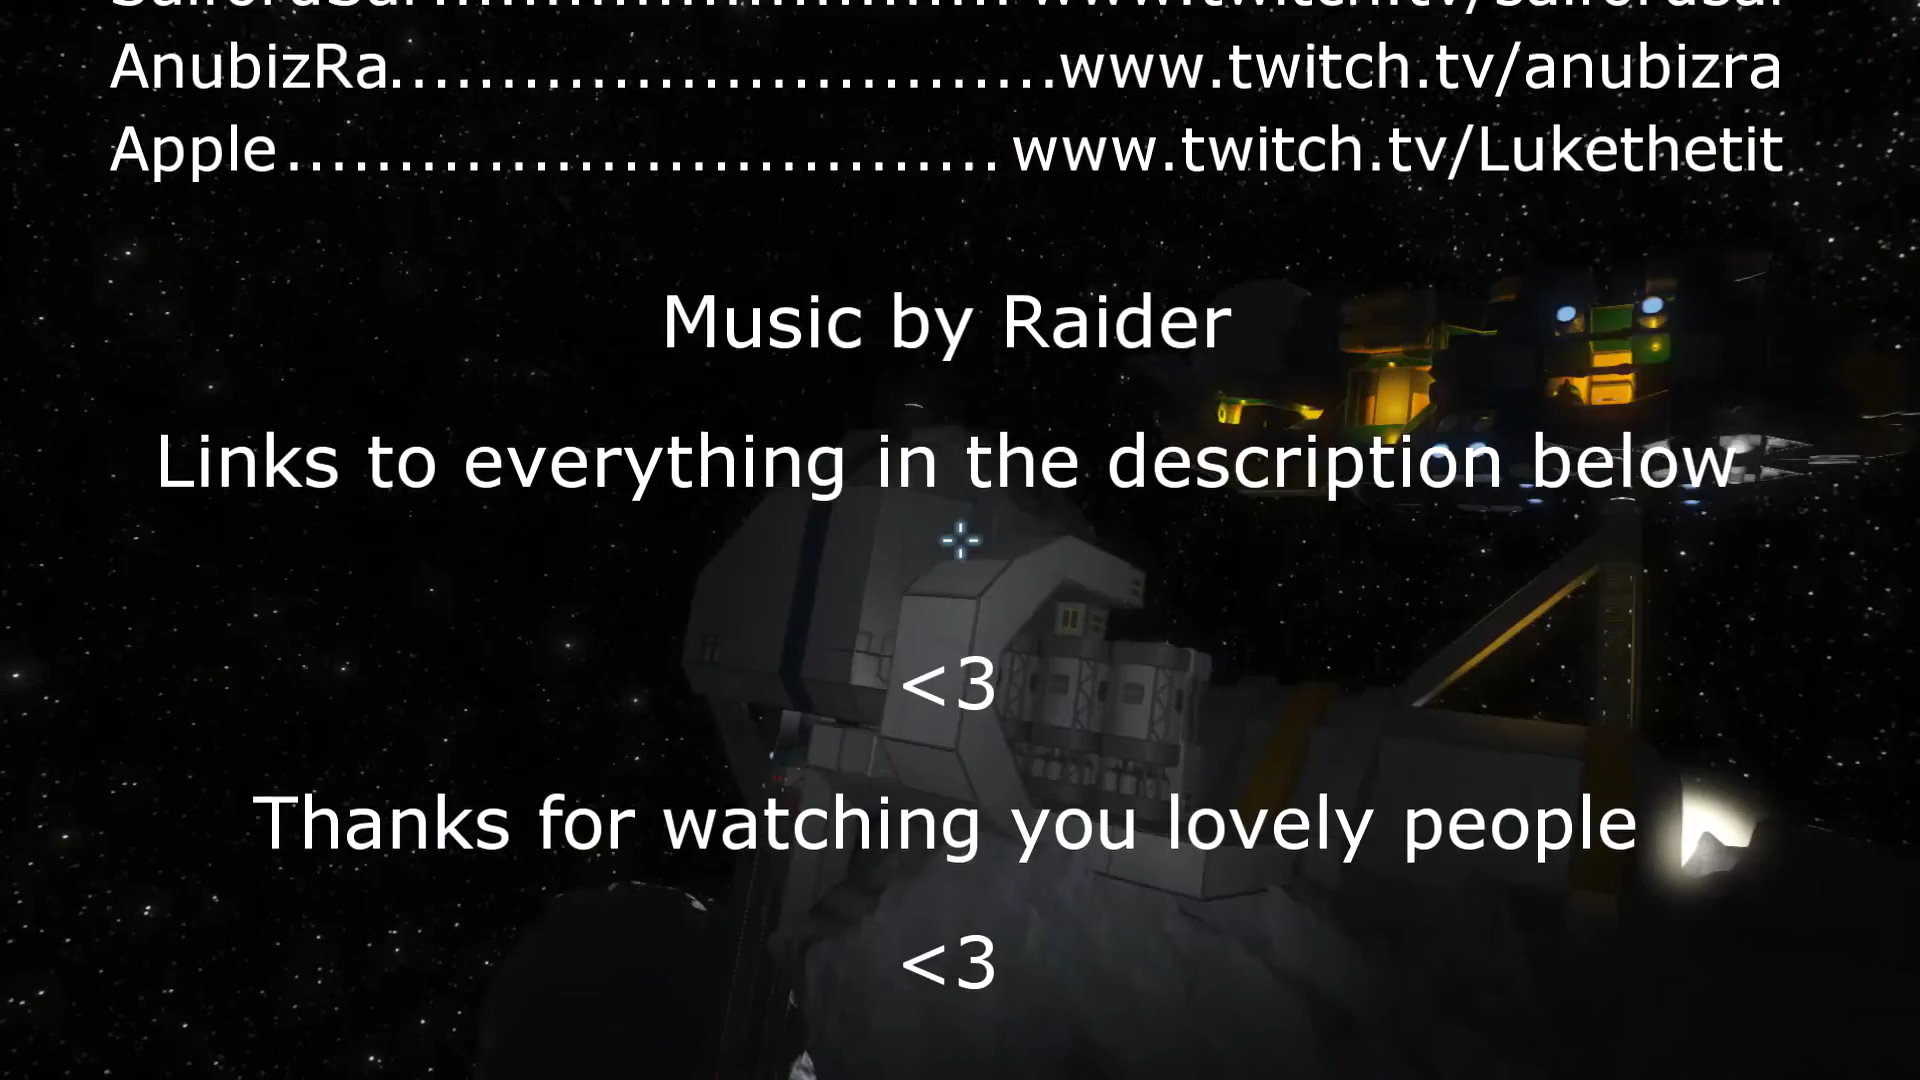 AnubizRa..............................www.twitch.tv/anubizra
Apple................................www.twitch.tv/Lukethetit
Music by Raider
Links to everything in the description below
<3
Thanks for watching you lovely people
<3